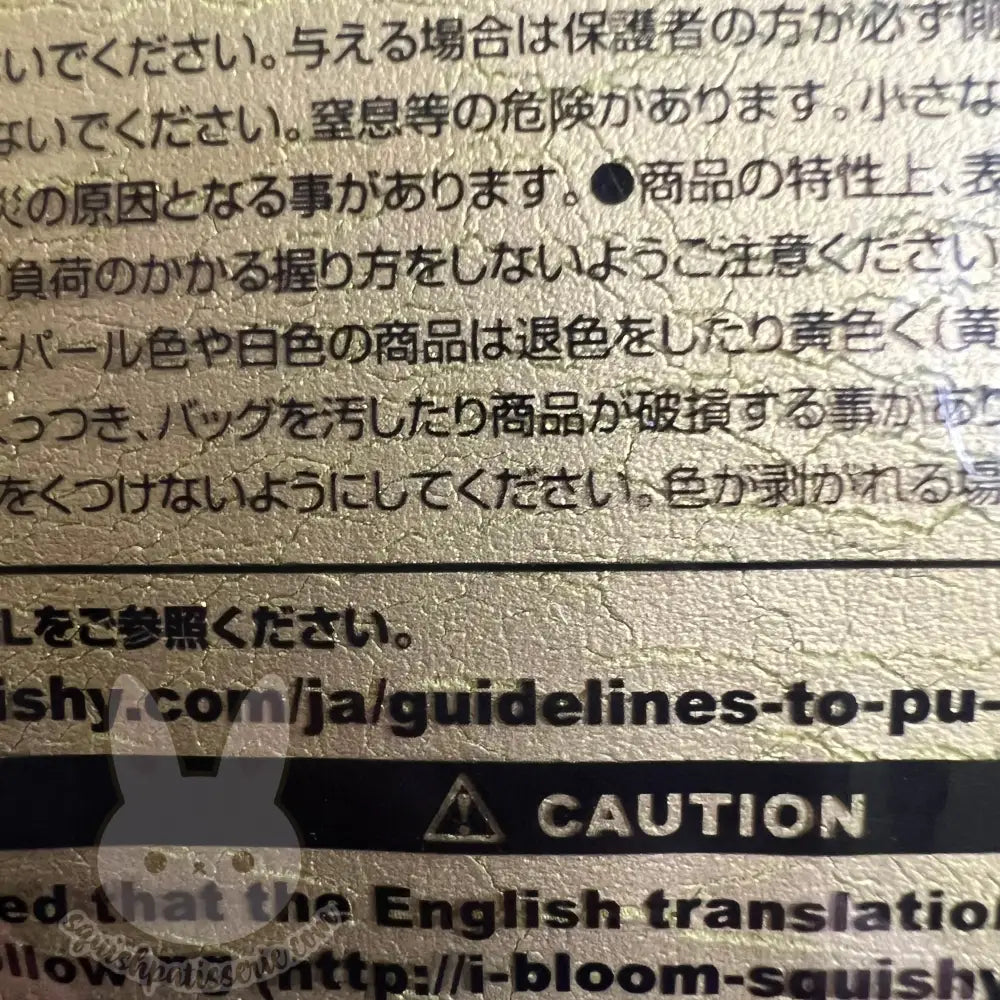 いでください。与える場合は保護者の方が必ず側
ないでください。窒息等の危険があります。小さな
災の原因となる事があります。●商品の特性上、表
負荷のかかる握り方をしないようご注意ください
パール色や白色の商品は退色をしたり黄色く(黄
くっつき、バッグを汚したり商品が破損する事があり
をくつけないようにしてください。色が剥がれる場
Lをご参照ください。
ishy.com/ja/guidelines-to-pu-
CAUTION
ed that the English translatio
ollowing (http://i-bloom-squishy
squishpatisserie.com